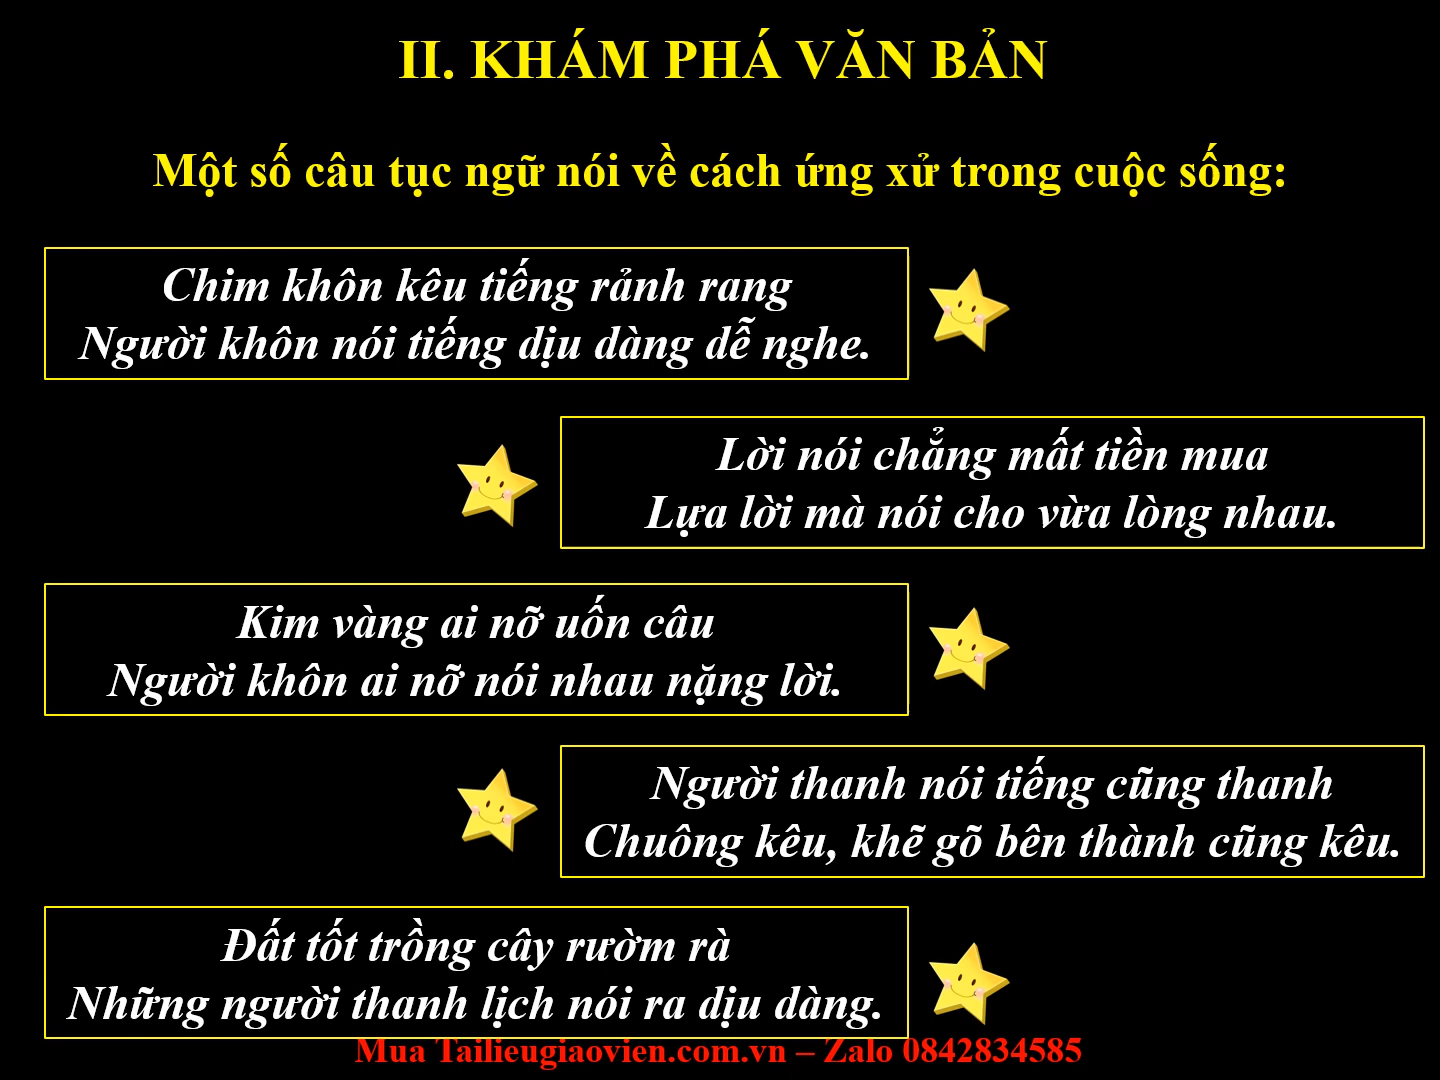 II. KHÁM PHÁ VĂN BẢN
Một số câu tục ngữ nói về cách ứng xử trong cuộc sống:
Chim khôn kêu tiếng rảnh rang
Người khôn nói tiếng dịu dàng dễ nghe.
Lời nói chẳng mất tiền mua
Lựa lời mà nói cho vừa lòng nhau.
Kim vàng ai nỡ uốn câu
Người khôn ai nỡ nói nhau nặng lời.
Người thanh nói tiếng cũng thanh
Chuông kêu, khẽ gõ bên thành cũng kêu.
Đất tốt trồng cây rườm rà
Những người thanh lịch nói ra dịu dàng.
Mua Tailieugiaovien.com.vn – Zalo 0842834585